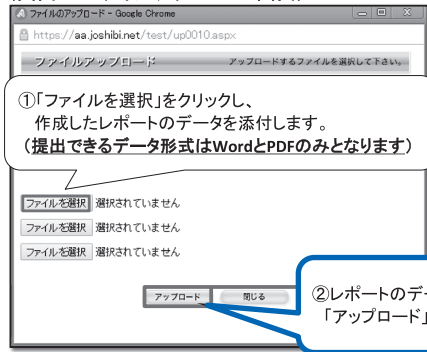 ファイルのアップロード - Google Chrome
https://aa.joshibi.net/test/up0010.aspx
ファイルアップロード アップロードするファイルを選択して下さい。
①「ファイルを選択」をクリックし、
作成したレポートのデータを添付します。
(提出できるデータ形式はWordとPDFのみとなります)
ファイルを選択 選択されていません
ファイルを選択 選択されていません
ファイルを選択 選択されていません
アップロード 閉じる
②レポートのデー
「アップロード」